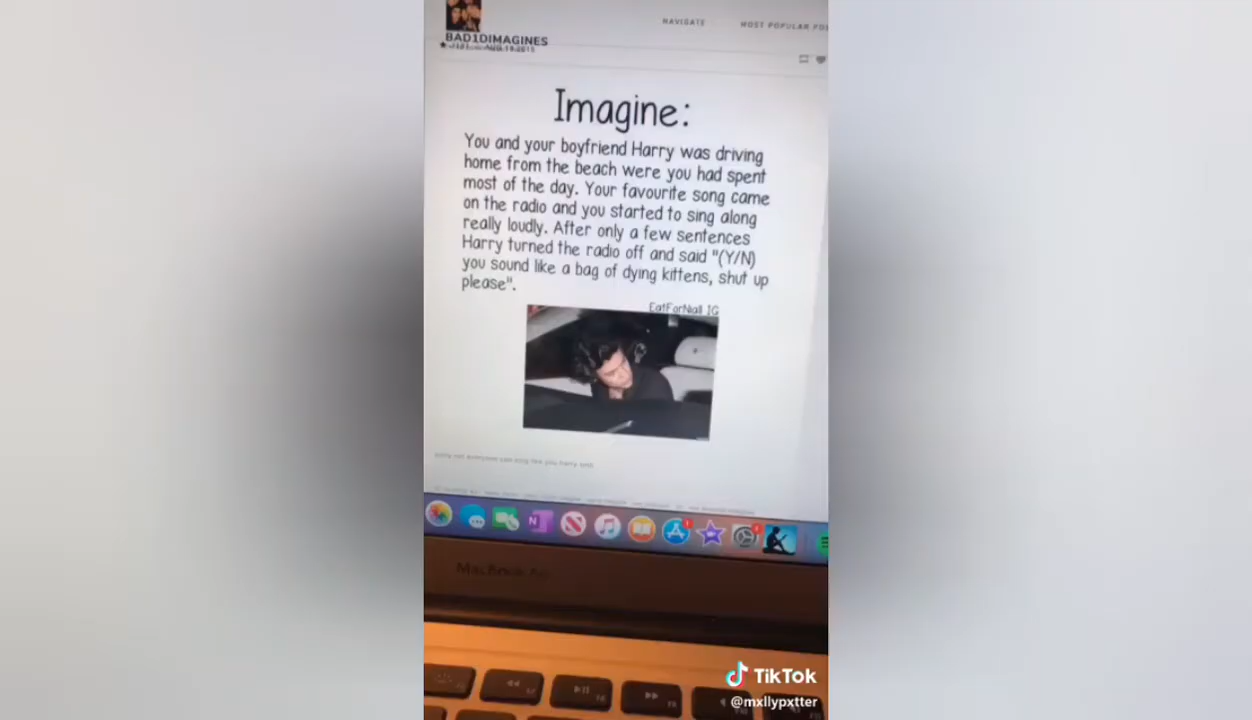 NAVIGATE
MOST POPULAR
BAD1DIMAGINES
Imagine:
You and your boyfriend Harry was driving
home from the beach were you had spent
most of the day. Your favourite song came
on the radio and you started to sing along
really loudly. After only a few sentences
Harry turned the radio off and said "(Y/N)
you sound like a bag of dying kittens, shut up
please".
EatForNiall IG
MacBook Air
TikTok
@mxllypxtter